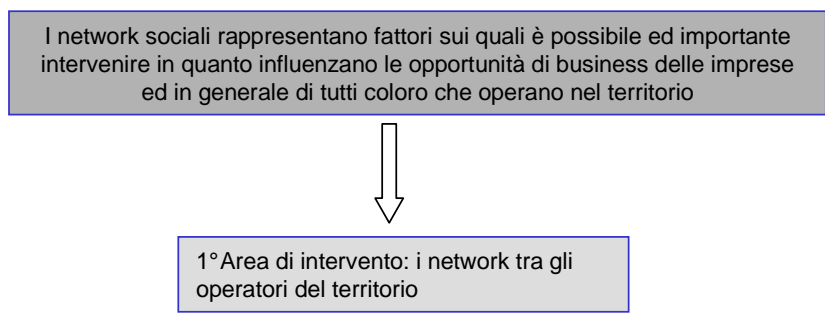 I network sociali rappresentano fattori sui quali è possibile ed importante
intervenire in quanto influenzano le opportunità di business delle imprese
ed in generale di tutti coloro che operano nel territorio
1°Area di intervento: i network tra gli
operatori del territorio